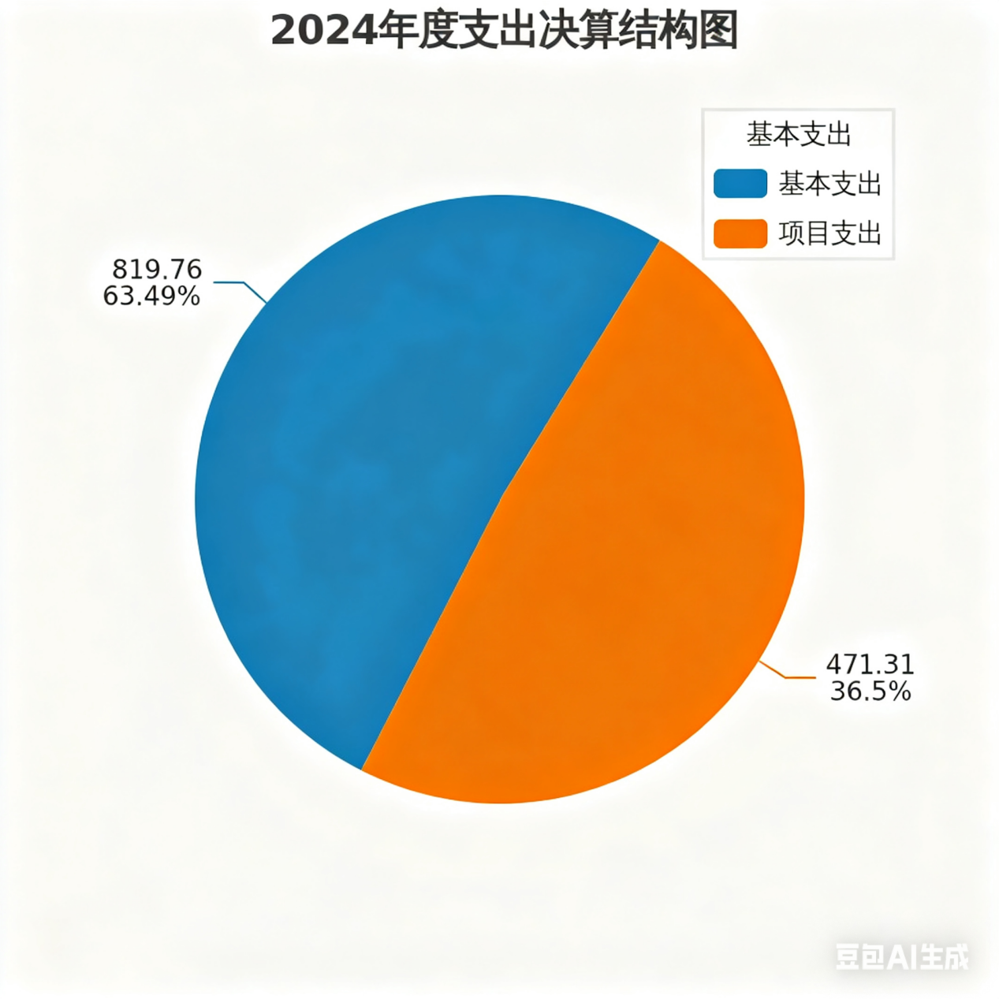 2024年度支出决算结构图
基本支出
基本支出
项目支出
819.76
63.49%
471.31
36.5%
豆包AI生成